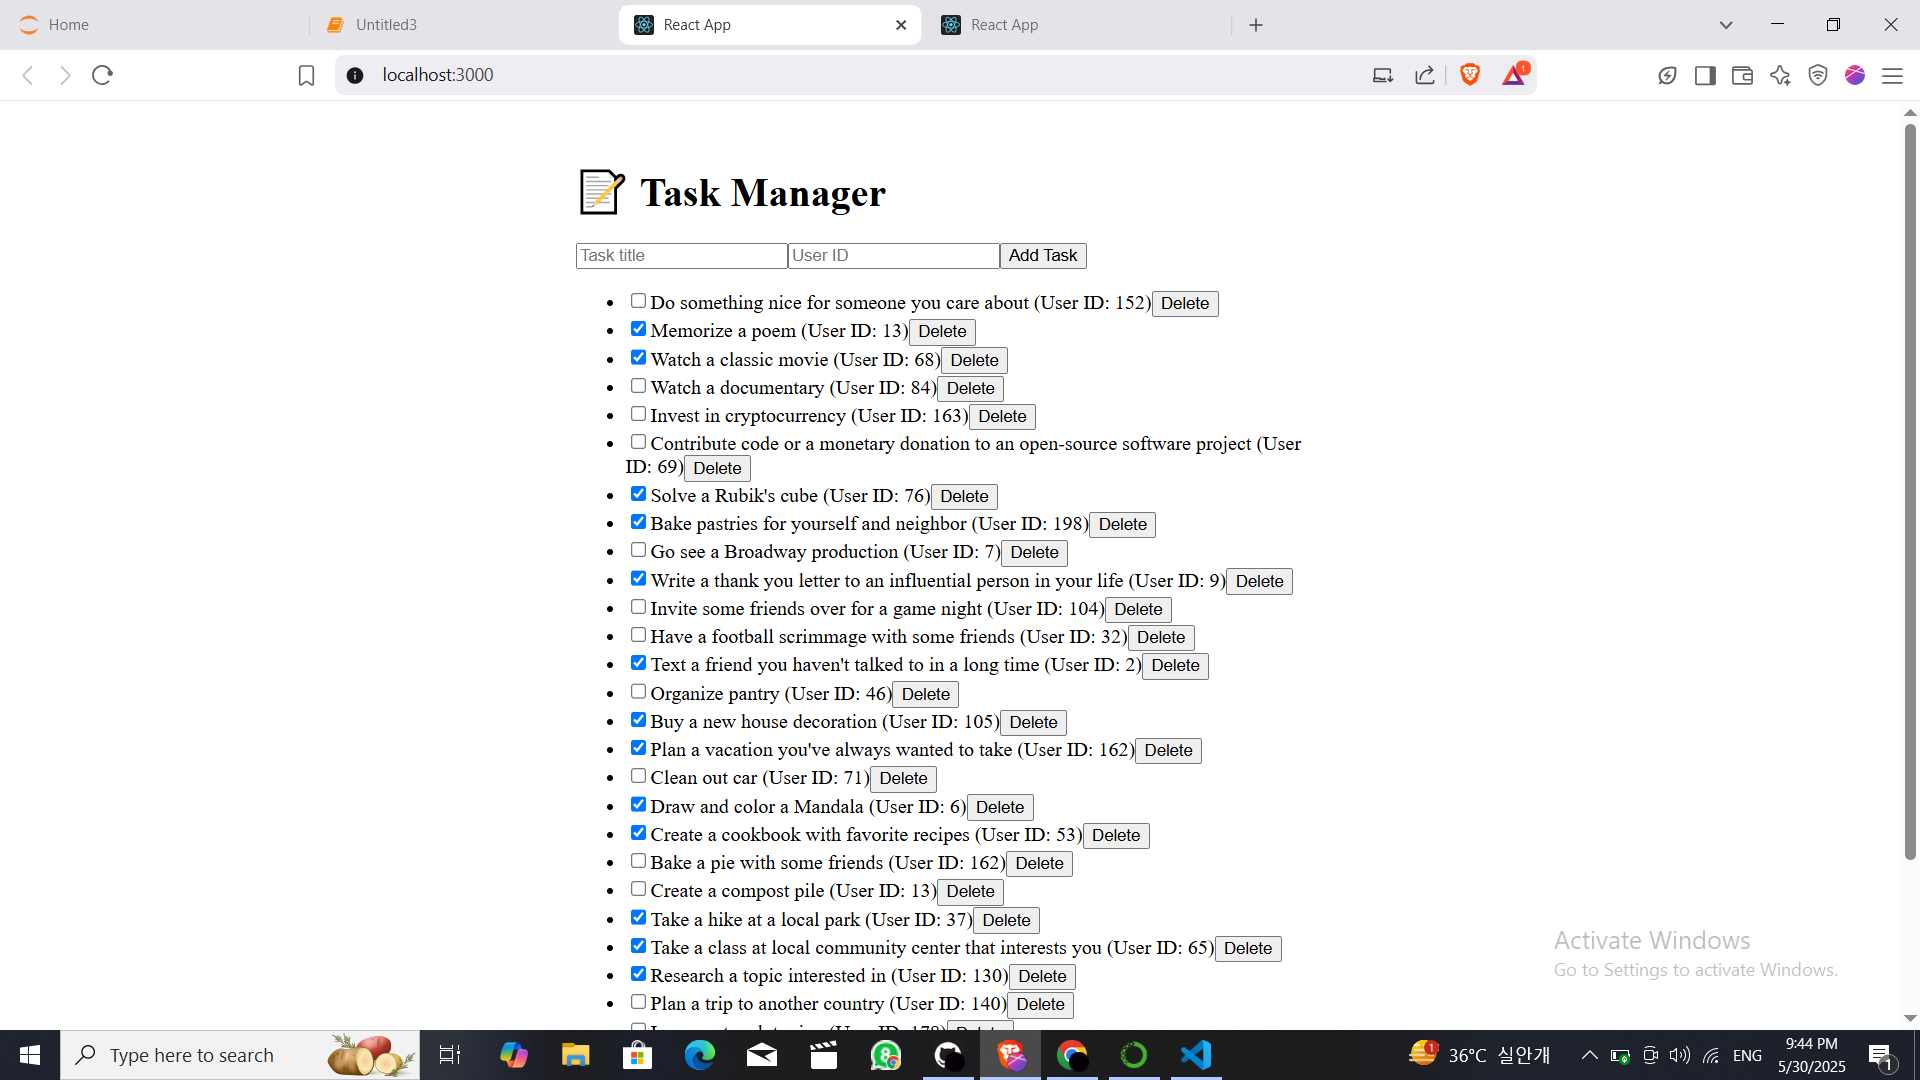 Home
Untitled3
React App
React App
localhost:3000
1
Task Manager
Task title
User ID
Add Task
Do something nice for someone you care about (User ID: 152) Delete
Memorize a poem (User ID: 13) Delete
Watch a classic movie (User ID: 68) Delete
Watch a documentary (User ID: 84) Delete
Invest in cryptocurrency (User ID: 163) Delete
Contribute code or a monetary donation to an open-source software project (User
ID: 69) Delete
Solve a Rubik's cube (User ID: 76) Delete
Bake pastries for yourself and neighbor (User ID: 198) Delete
Go see a Broadway production (User ID: 7) Delete
Write a thank you letter to an influential person in your life (User ID: 9) Delete
Invite some friends over for a game night (User ID: 104) Delete
Have a football scrimmage with some friends (User ID: 32) Delete
Text a friend you haven't talked to in a long time (User ID: 2) Delete
Organize pantry (User ID: 46) Delete
Buy a new house decoration (User ID: 105) Delete
Plan a vacation you've always wanted to take (User ID: 162) Delete
Clean out car (User ID: 71) Delete
Draw and color a Mandala (User ID: 6) Delete
Create a cookbook with favorite recipes (User ID: 53) Delete
Bake a pie with some friends (User ID: 162) Delete
Create a compost pile (User ID: 13) Delete
Take a hike at a local park (User ID: 37) Delete
Take a class at local community center that interests you (User ID: 65) Delete
Research a topic interested in (User ID: 130) Delete
Plan a trip to another country (User ID: 140) Delete
Activate Windows
Go to Settings to activate Windows.
Type here to search
1
36°C 실안개
ENG
9:44 PM
5/30/2025
1